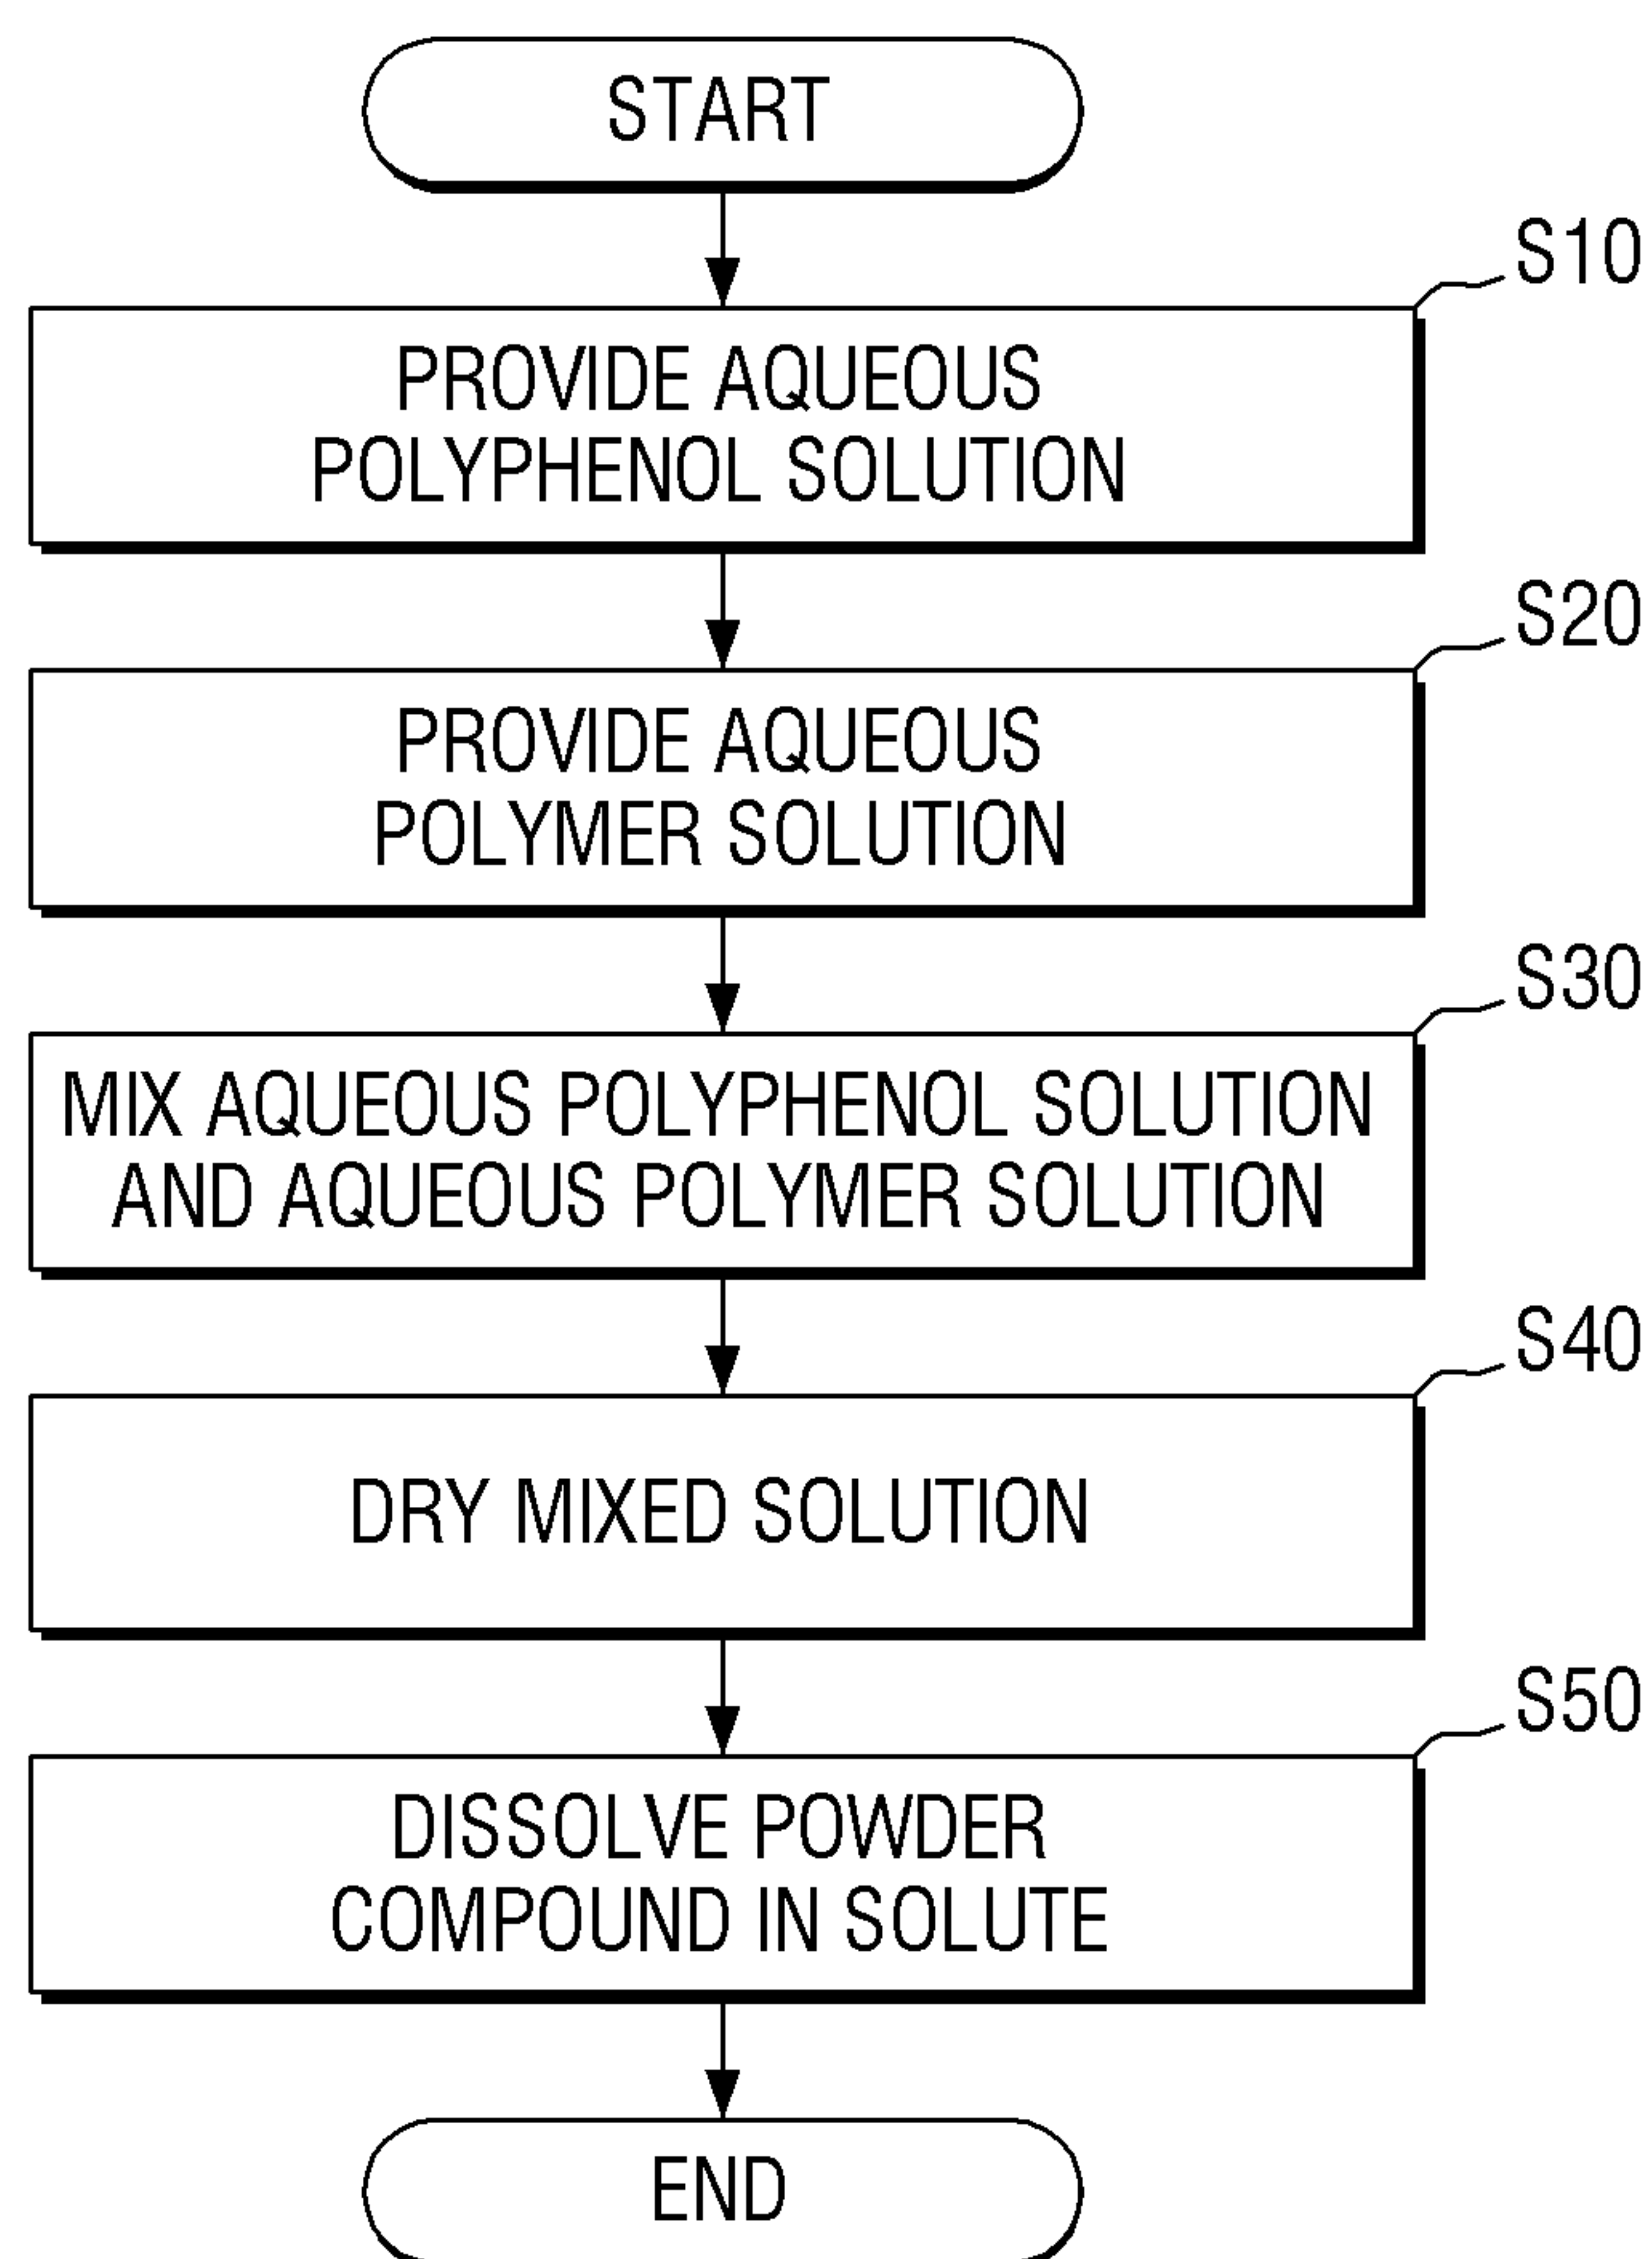 START
S10
PROVIDE AQUEOUS
POLYPHENOL SOLUTION
S20
PROVIDE AQUEOUS
POLYMER SOLUTION
S30
MIX AQUEOUS POLYPHENOL SOLUTION
AND AQUEOUS POLYMER SOLUTION
S40
DRY MIXED SOLUTION
S50
DISSOLVE POWDER
COMPOUND IN SOLUTE
END